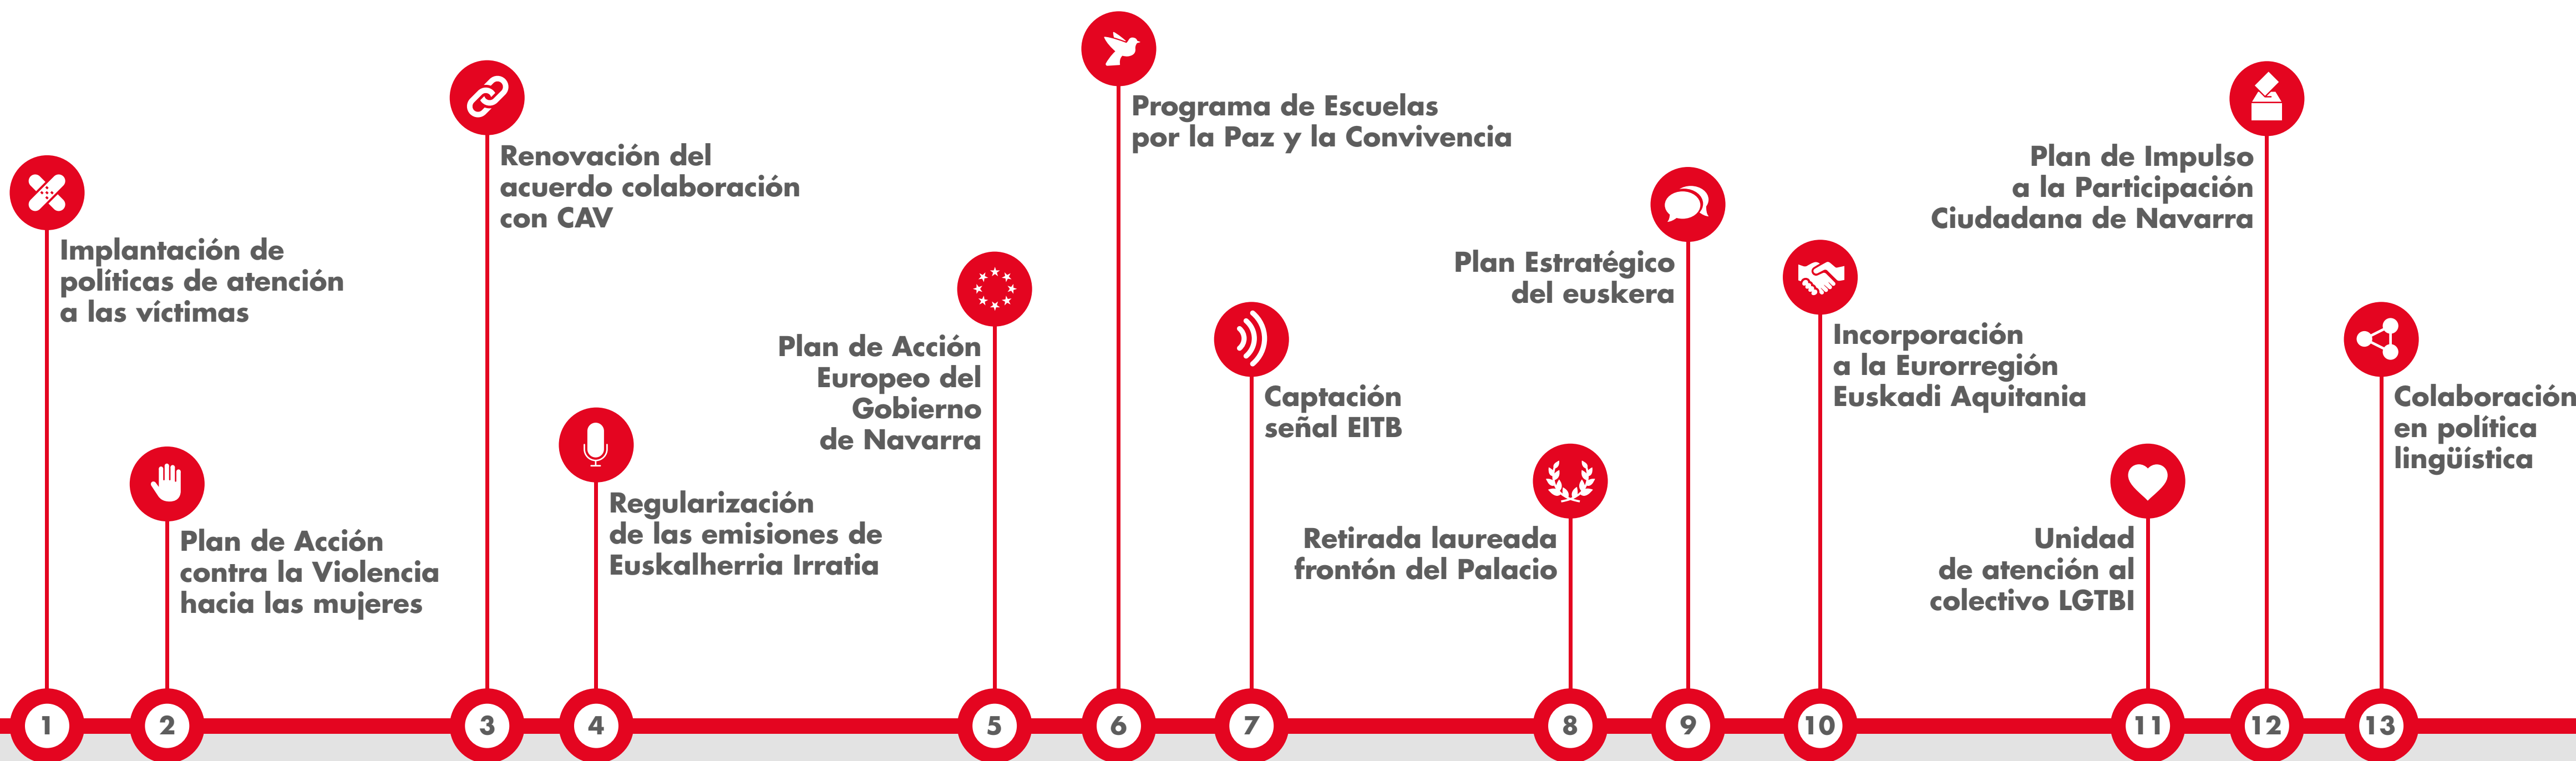 Implantación de
políticas de atención
a las víctimas
Plan de Acción
contra la Violencia
hacia las mujeres
Renovación del
acuerdo colaboración
con CAV
Regularización
de las emisiones de
Euskalherria Irratia
Plan de Acción
Europeo del
Gobierno
de Navarra
Programa de Escuelas
por la Paz y la Convivencia
Captación
señal EITB
Retirada laureada
frontón del Palacio
Plan Estratégico
del euskera
Incorporación
a la Eurorregión
Euskadi Aquitania
Unidad
de atención al
colectivo LGTBI
Plan de Impulso
a la Participación
Ciudadana de Navarra
Colaboración
en política
lingüística
1 2 3 4 5 6 7 8 9 10 11 12 13